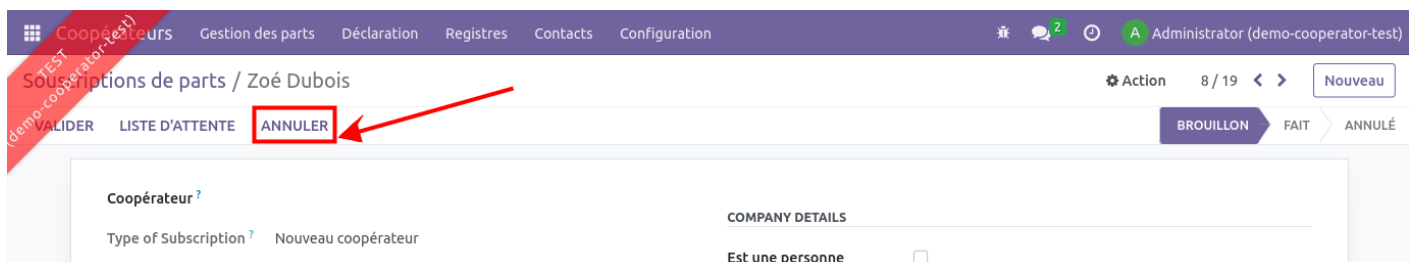 Coopérateurs Gestion des parts Déclaration Registres Contacts Configuration 2 A Administrator (demo-cooperator-test)
TEST
(demo-cooperator-test)
Souscriptions de parts / Zoé Dubois Action 8 / 19 Nouveau
VALIDER LISTE D'ATTENTE ANNULER BROUILLON FAIT ANNULÉ
Coopérateur ?
COMPANY DETAILS
Type of Subscription ? Nouveau coopérateur
Est une personne